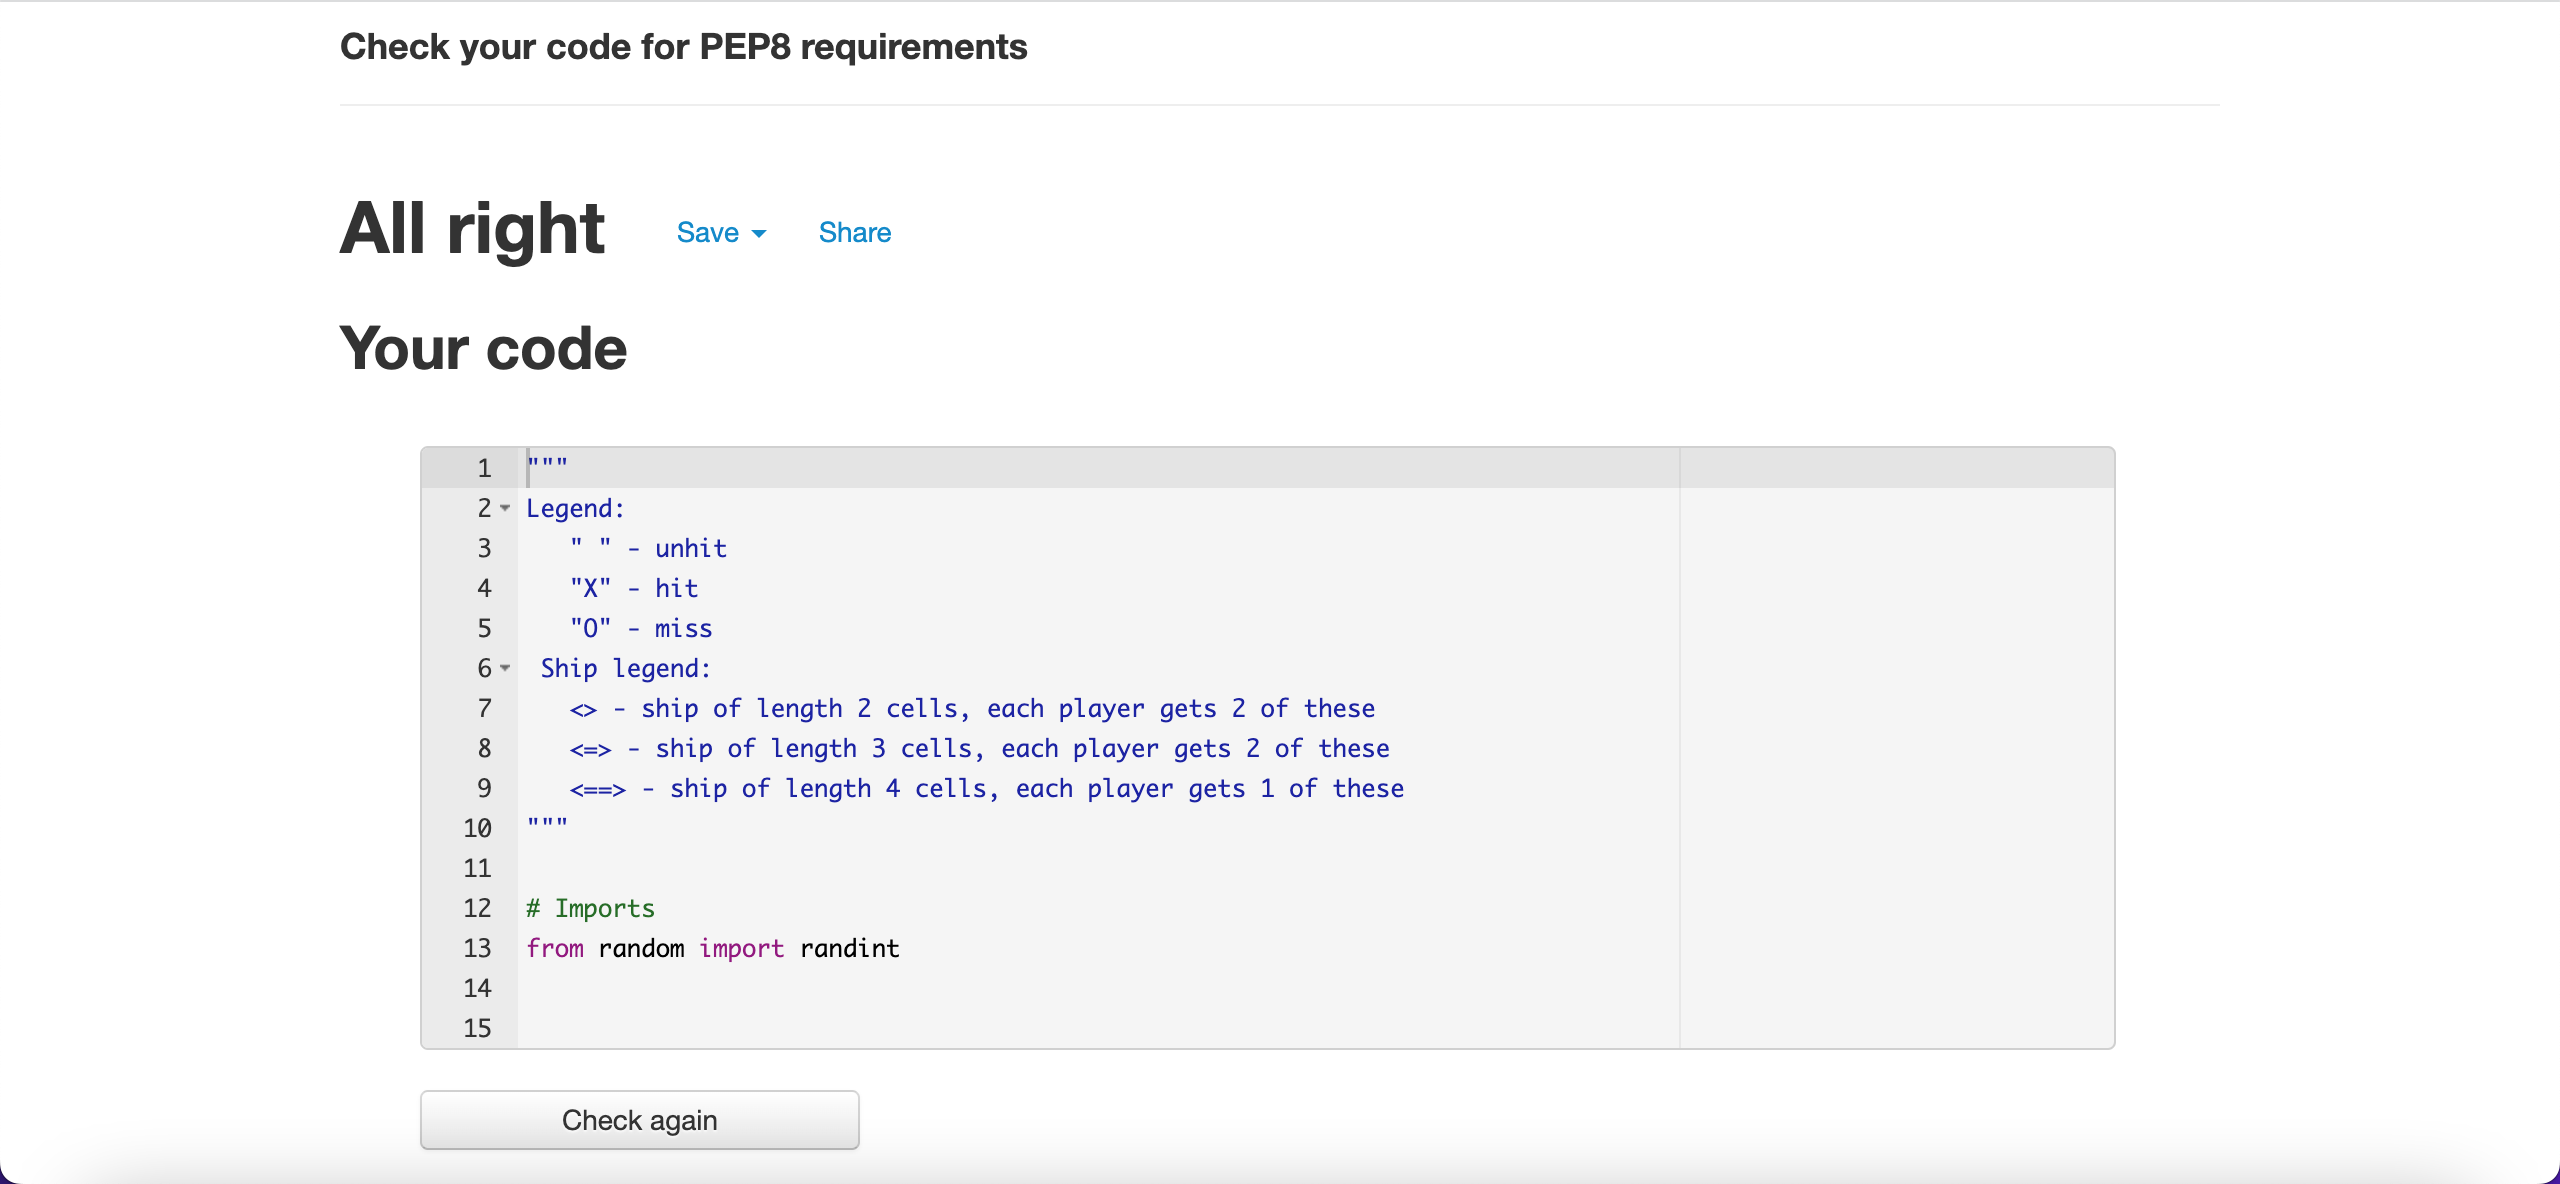 Check your code for PEP8 requirements
All right Save Share
Your code
1 """
2 Legend:
3    " " - unhit
4    "X" - hit
5    "O" - miss
6  Ship legend:
7    <> - ship of length 2 cells, each player gets 2 of these
8    <=> - ship of length 3 cells, each player gets 2 of these
9    <==> - ship of length 4 cells, each player gets 1 of these
10 """
11
12 # Imports
13 from random import randint
14
15
Check again